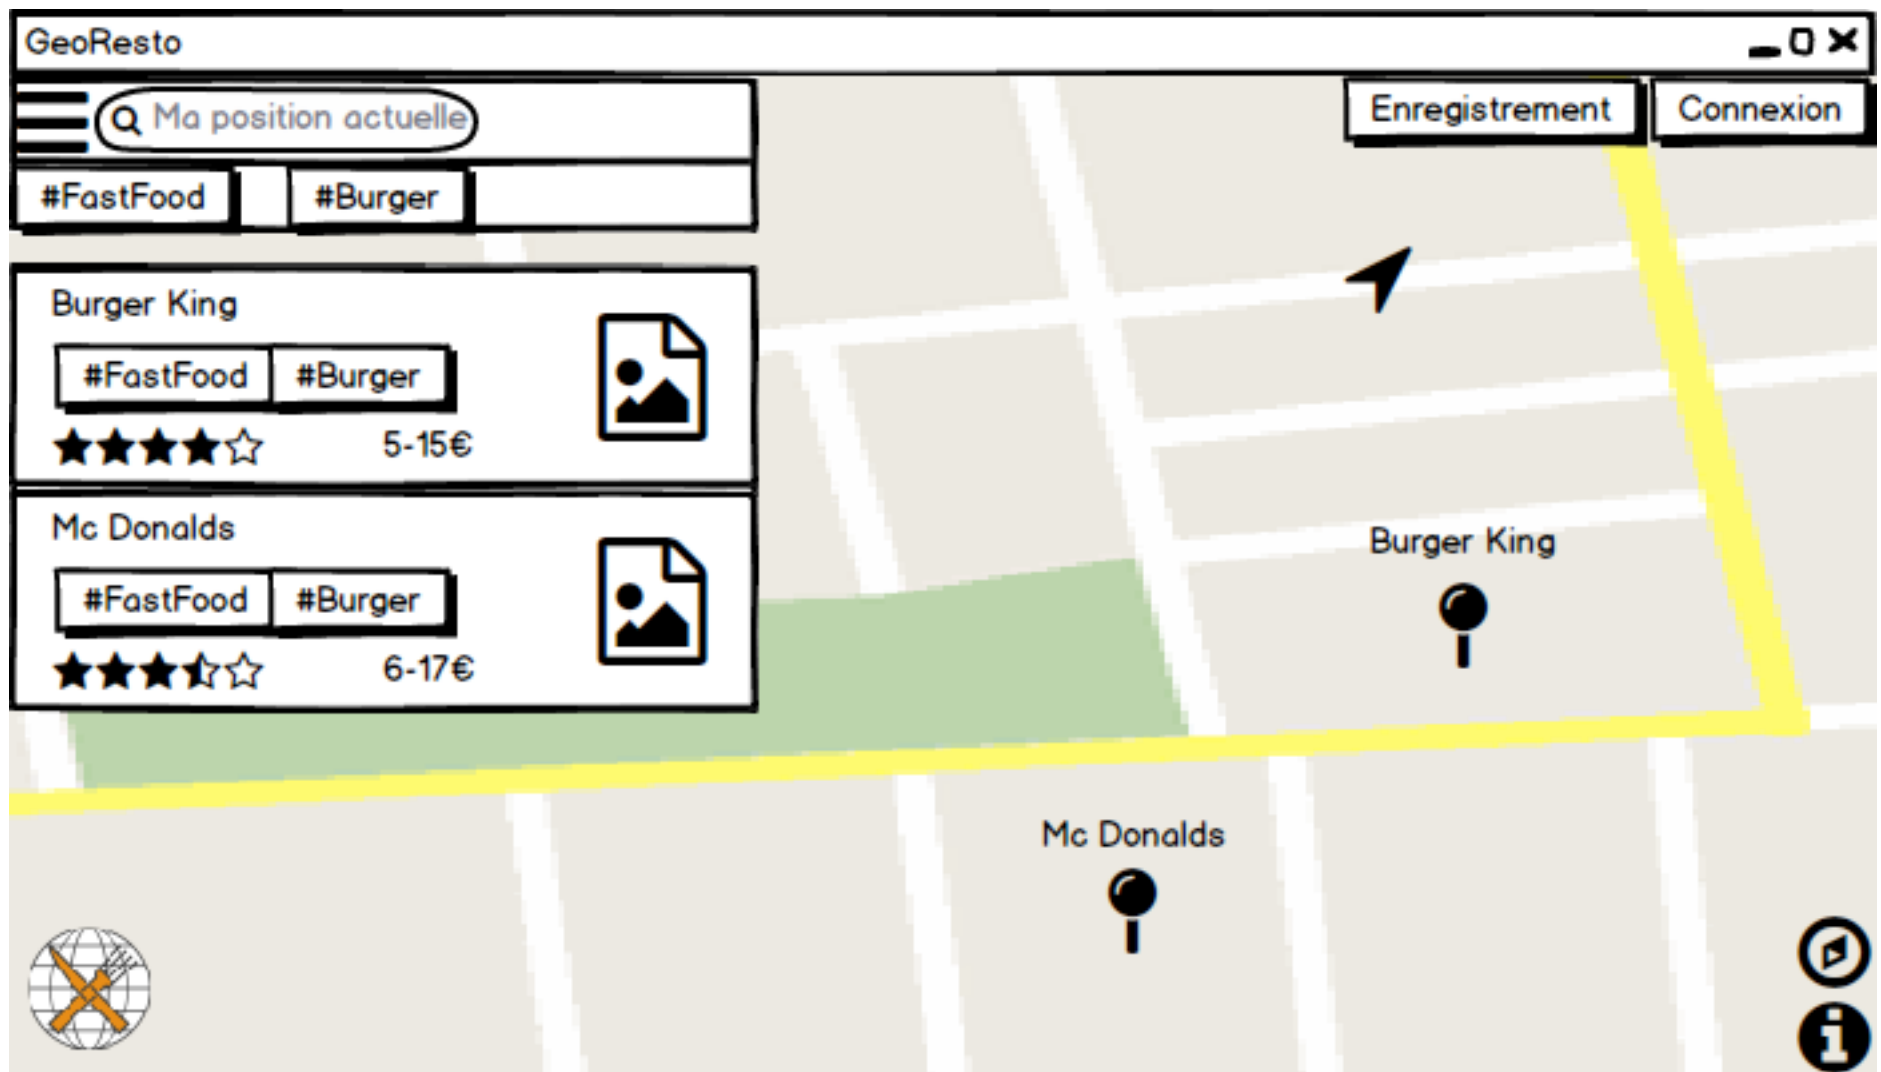 GeoResto
Ma position actuelle
Enregistrement
Connexion
#FastFood
#Burger
Burger King
#FastFood
#Burger
5-15€
Mc Donalds
#FastFood
#Burger
6-17€
Burger King
Mc Donalds